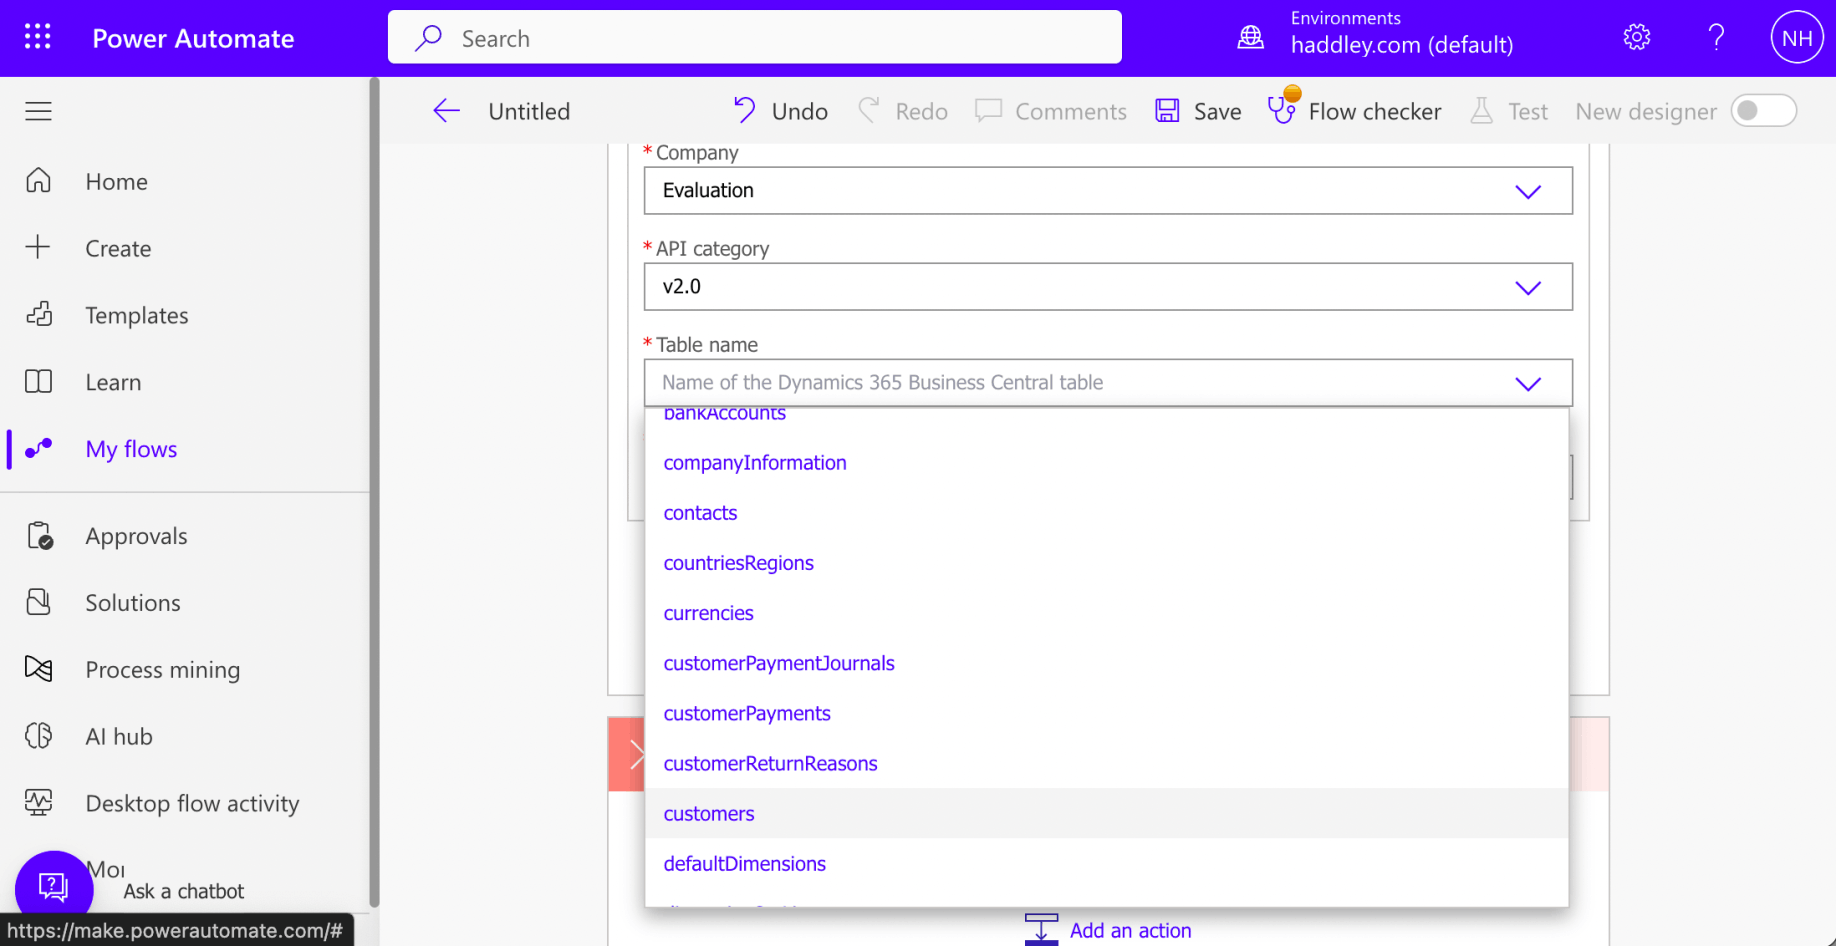 Power Automate
Search
Environments
haddley.com (default)
NH
Untitled
Undo
Redo
Comments
Save
Flow checker
Test
New designer
Home
Create
Templates
Learn
My flows
Approvals
Solutions
Process mining
AI hub
Desktop flow activity
Ask a chatbot
https://make.powerautomate.com/#
* Company
Evaluation
* API category
v2.0
* Table name
Name of the Dynamics 365 Business Central table
bankAccounts
companyInformation
contacts
countriesRegions
currencies
customerPaymentJournals
customerPayments
customerReturnReasons
customers
defaultDimensions
Add an action